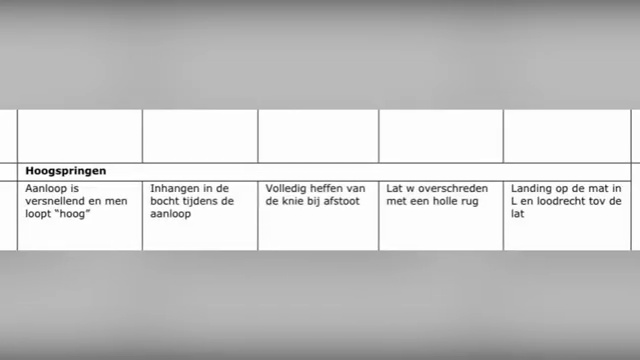 Hoogspringen
Aanloop is
versnellend en men
loopt “hoog”
Inhangen in de
bocht tijdens de
aanloop
Volledig heffen van
de knie bij afstoot
Lat w overschreden
met een holle rug
Landing op de mat in
L en loodrecht tov de
lat